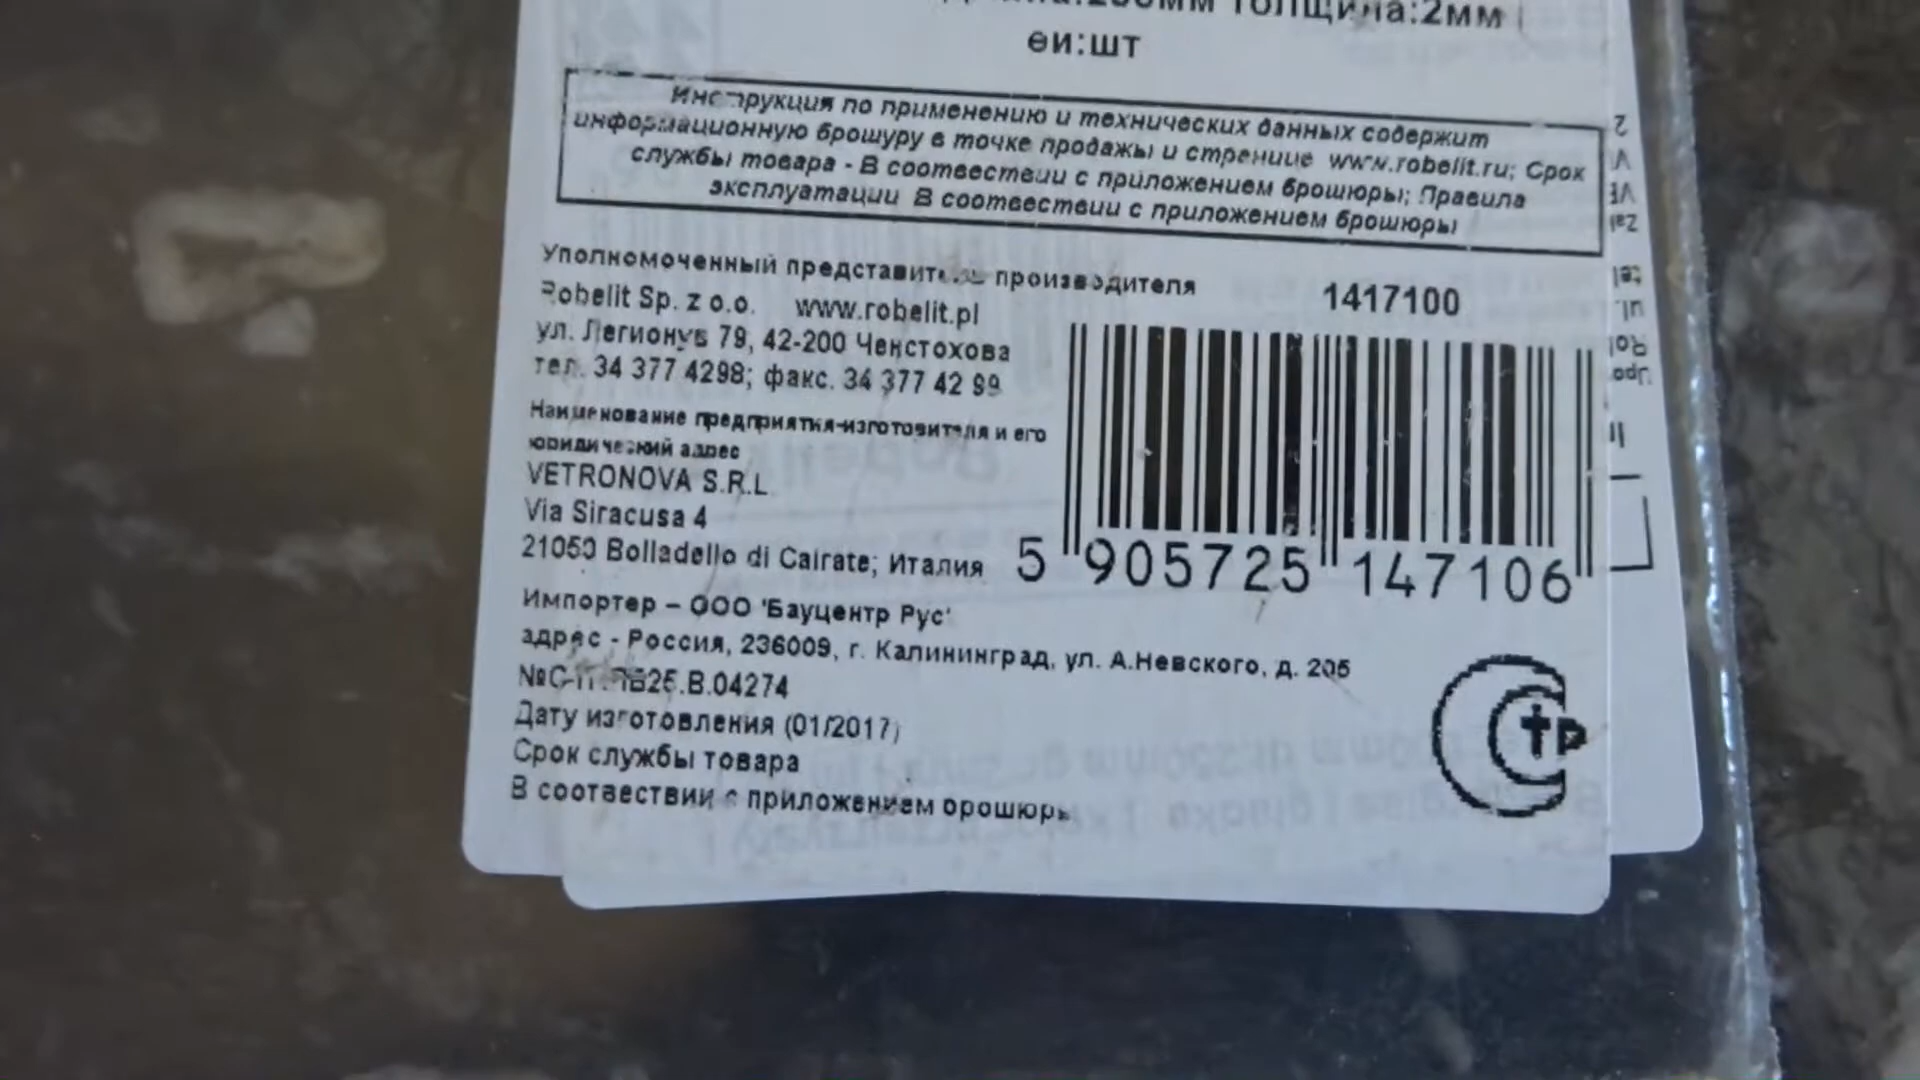 толщина:2мм
еи:шт
Инструкция по применению и технических данных содержит
информационную брошуру в точке продажы и стрениие www.robelit.ru; Срок
службы товара - В соотвествии с приложением брошюры; Правила
эксплуатации В соотвествии с приложением брошюры
Уполномоченный представитель производителя
Robelit Sp. z o.o. www.robelit.pl
1417100
ул. Легионув 79, 42-200 Ченстохова
тел. 34 377 4298; факс. 34 377 42 99
Наименование предприятия-изготовителя и его
юридический адрес
VETRONOVA S.R.L
Via Siracusa 4
21050 Bolladello di Cairate; Италия
5 905725 147106
Импортер – ООО 'Бауцентр Рус'
адрес - Россия, 236009, г. Калининград, ул. А.Невского, д. 205
Дату изготовления (01/2017)
Срок службы товара
В соотвествии с приложением брошюры